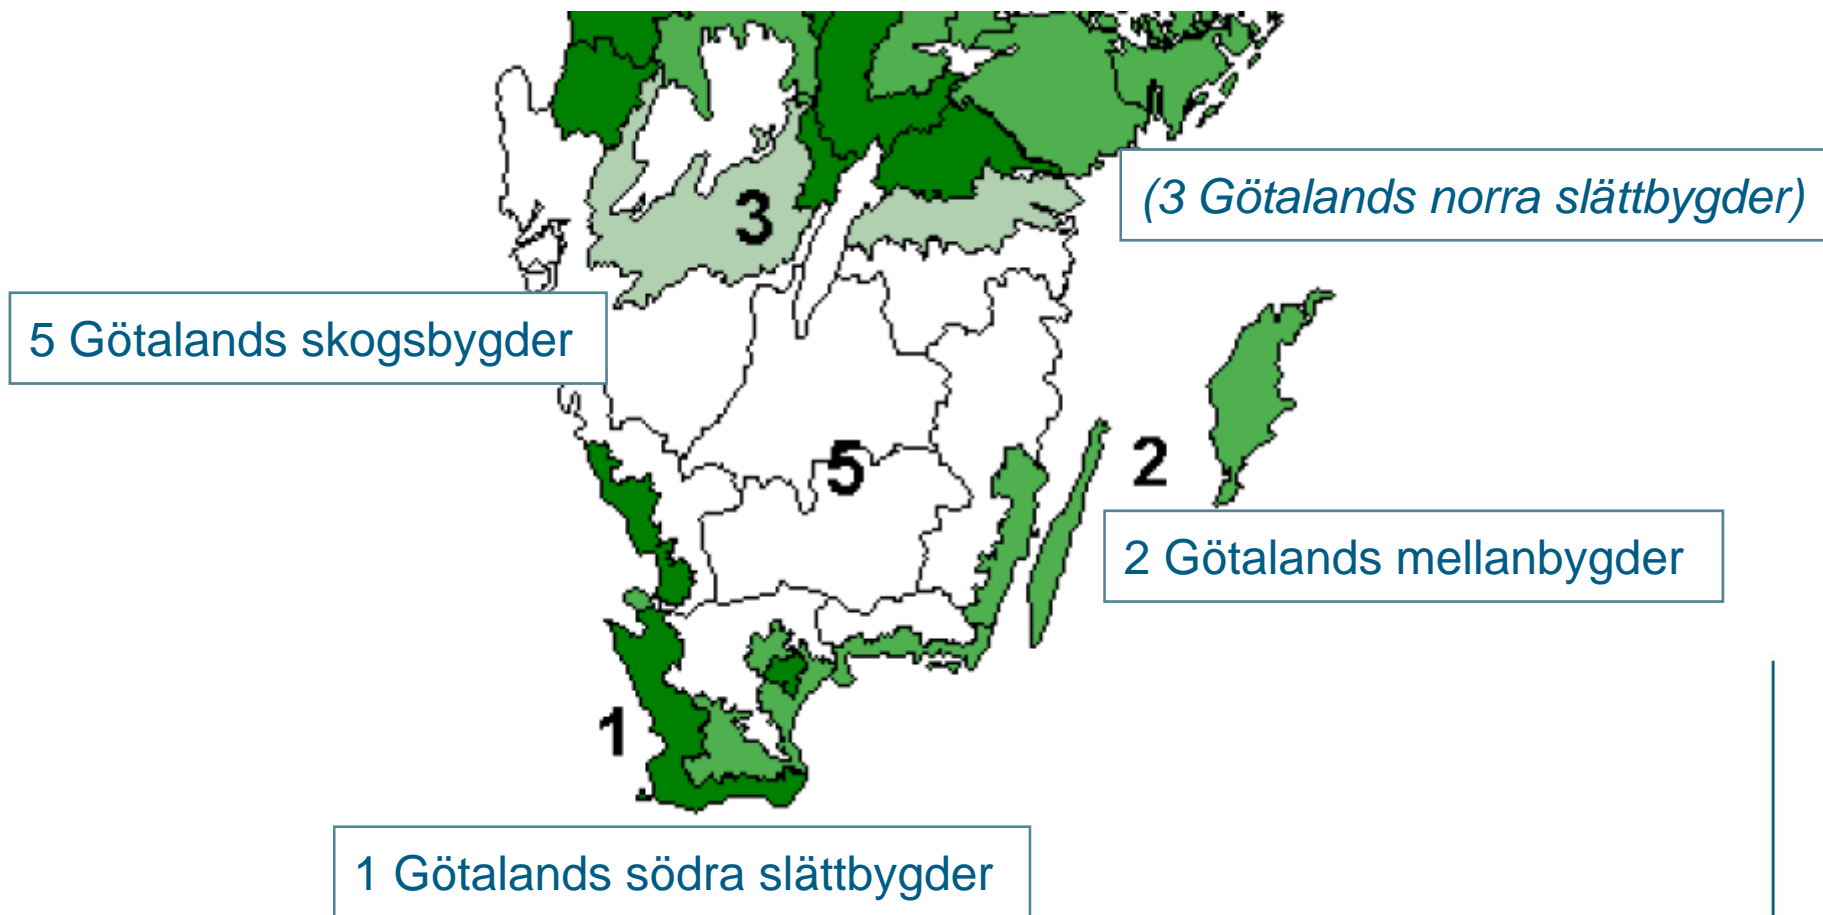 3
(3 Götalands norra slättbygder)
5 Götalands skogsbygder
5
2
2 Götalands mellanbygder
1
1 Götalands södra slättbygder